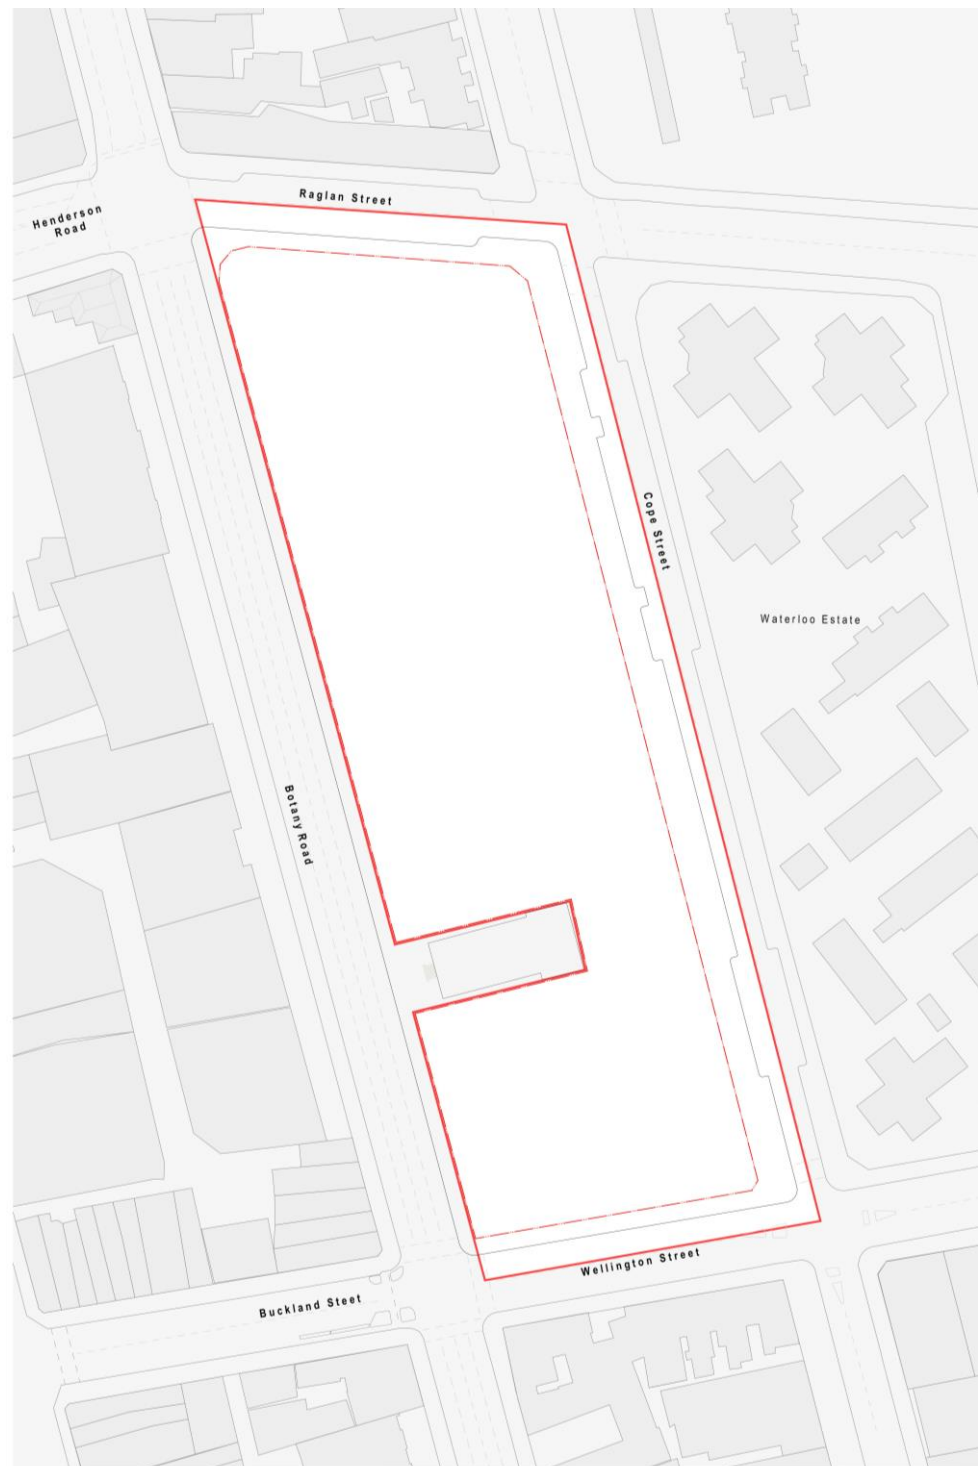 Raglan Street
Henderson
Road
Cope Street
Waterloo Estate
Botany Road
Wellington Street
Buckland Steet